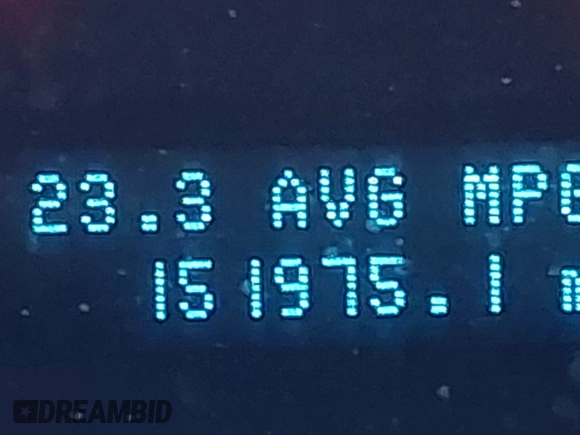 23.3 AVG MPG
151975.1 m
DREAMBID